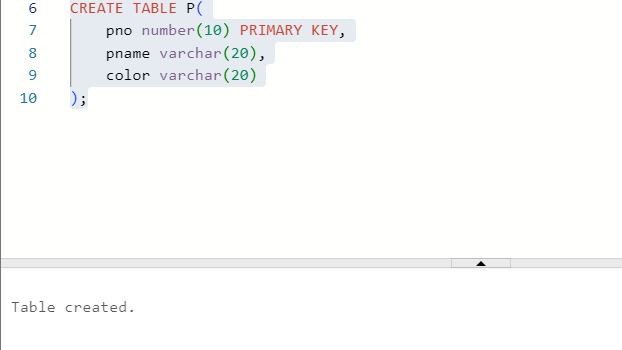 6 CREATE TABLE P(
7 pno number(10) PRIMARY KEY,
8 pname varchar(20),
9 color varchar(20)
10 );
Table created.